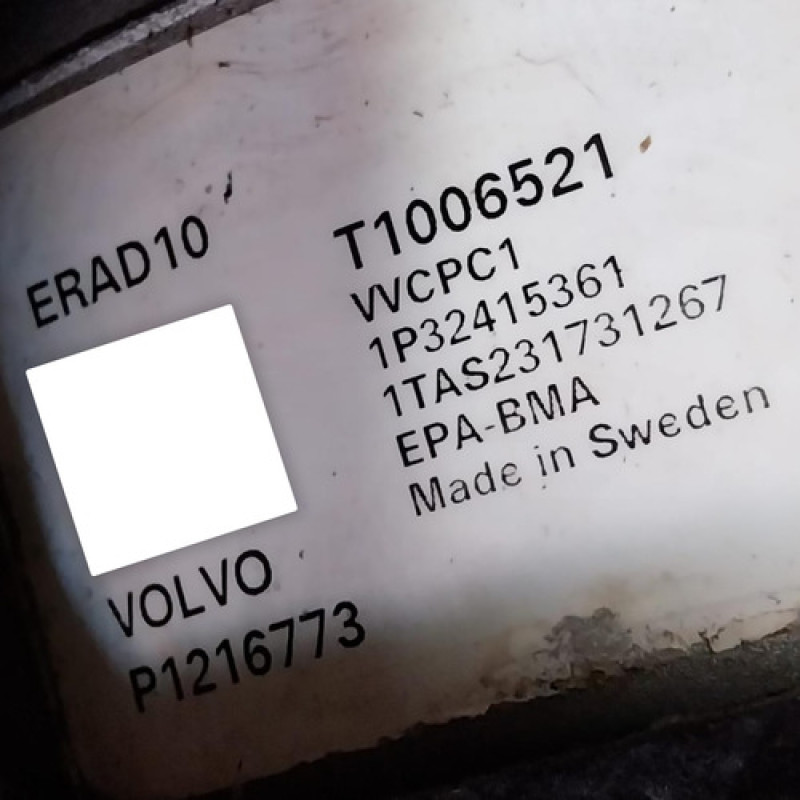 ERAD10
VOLVO
P1216773
T1006521
VVCPC1
1P32415361
1TAS231731267
EPA-BMA
Made in Sweden